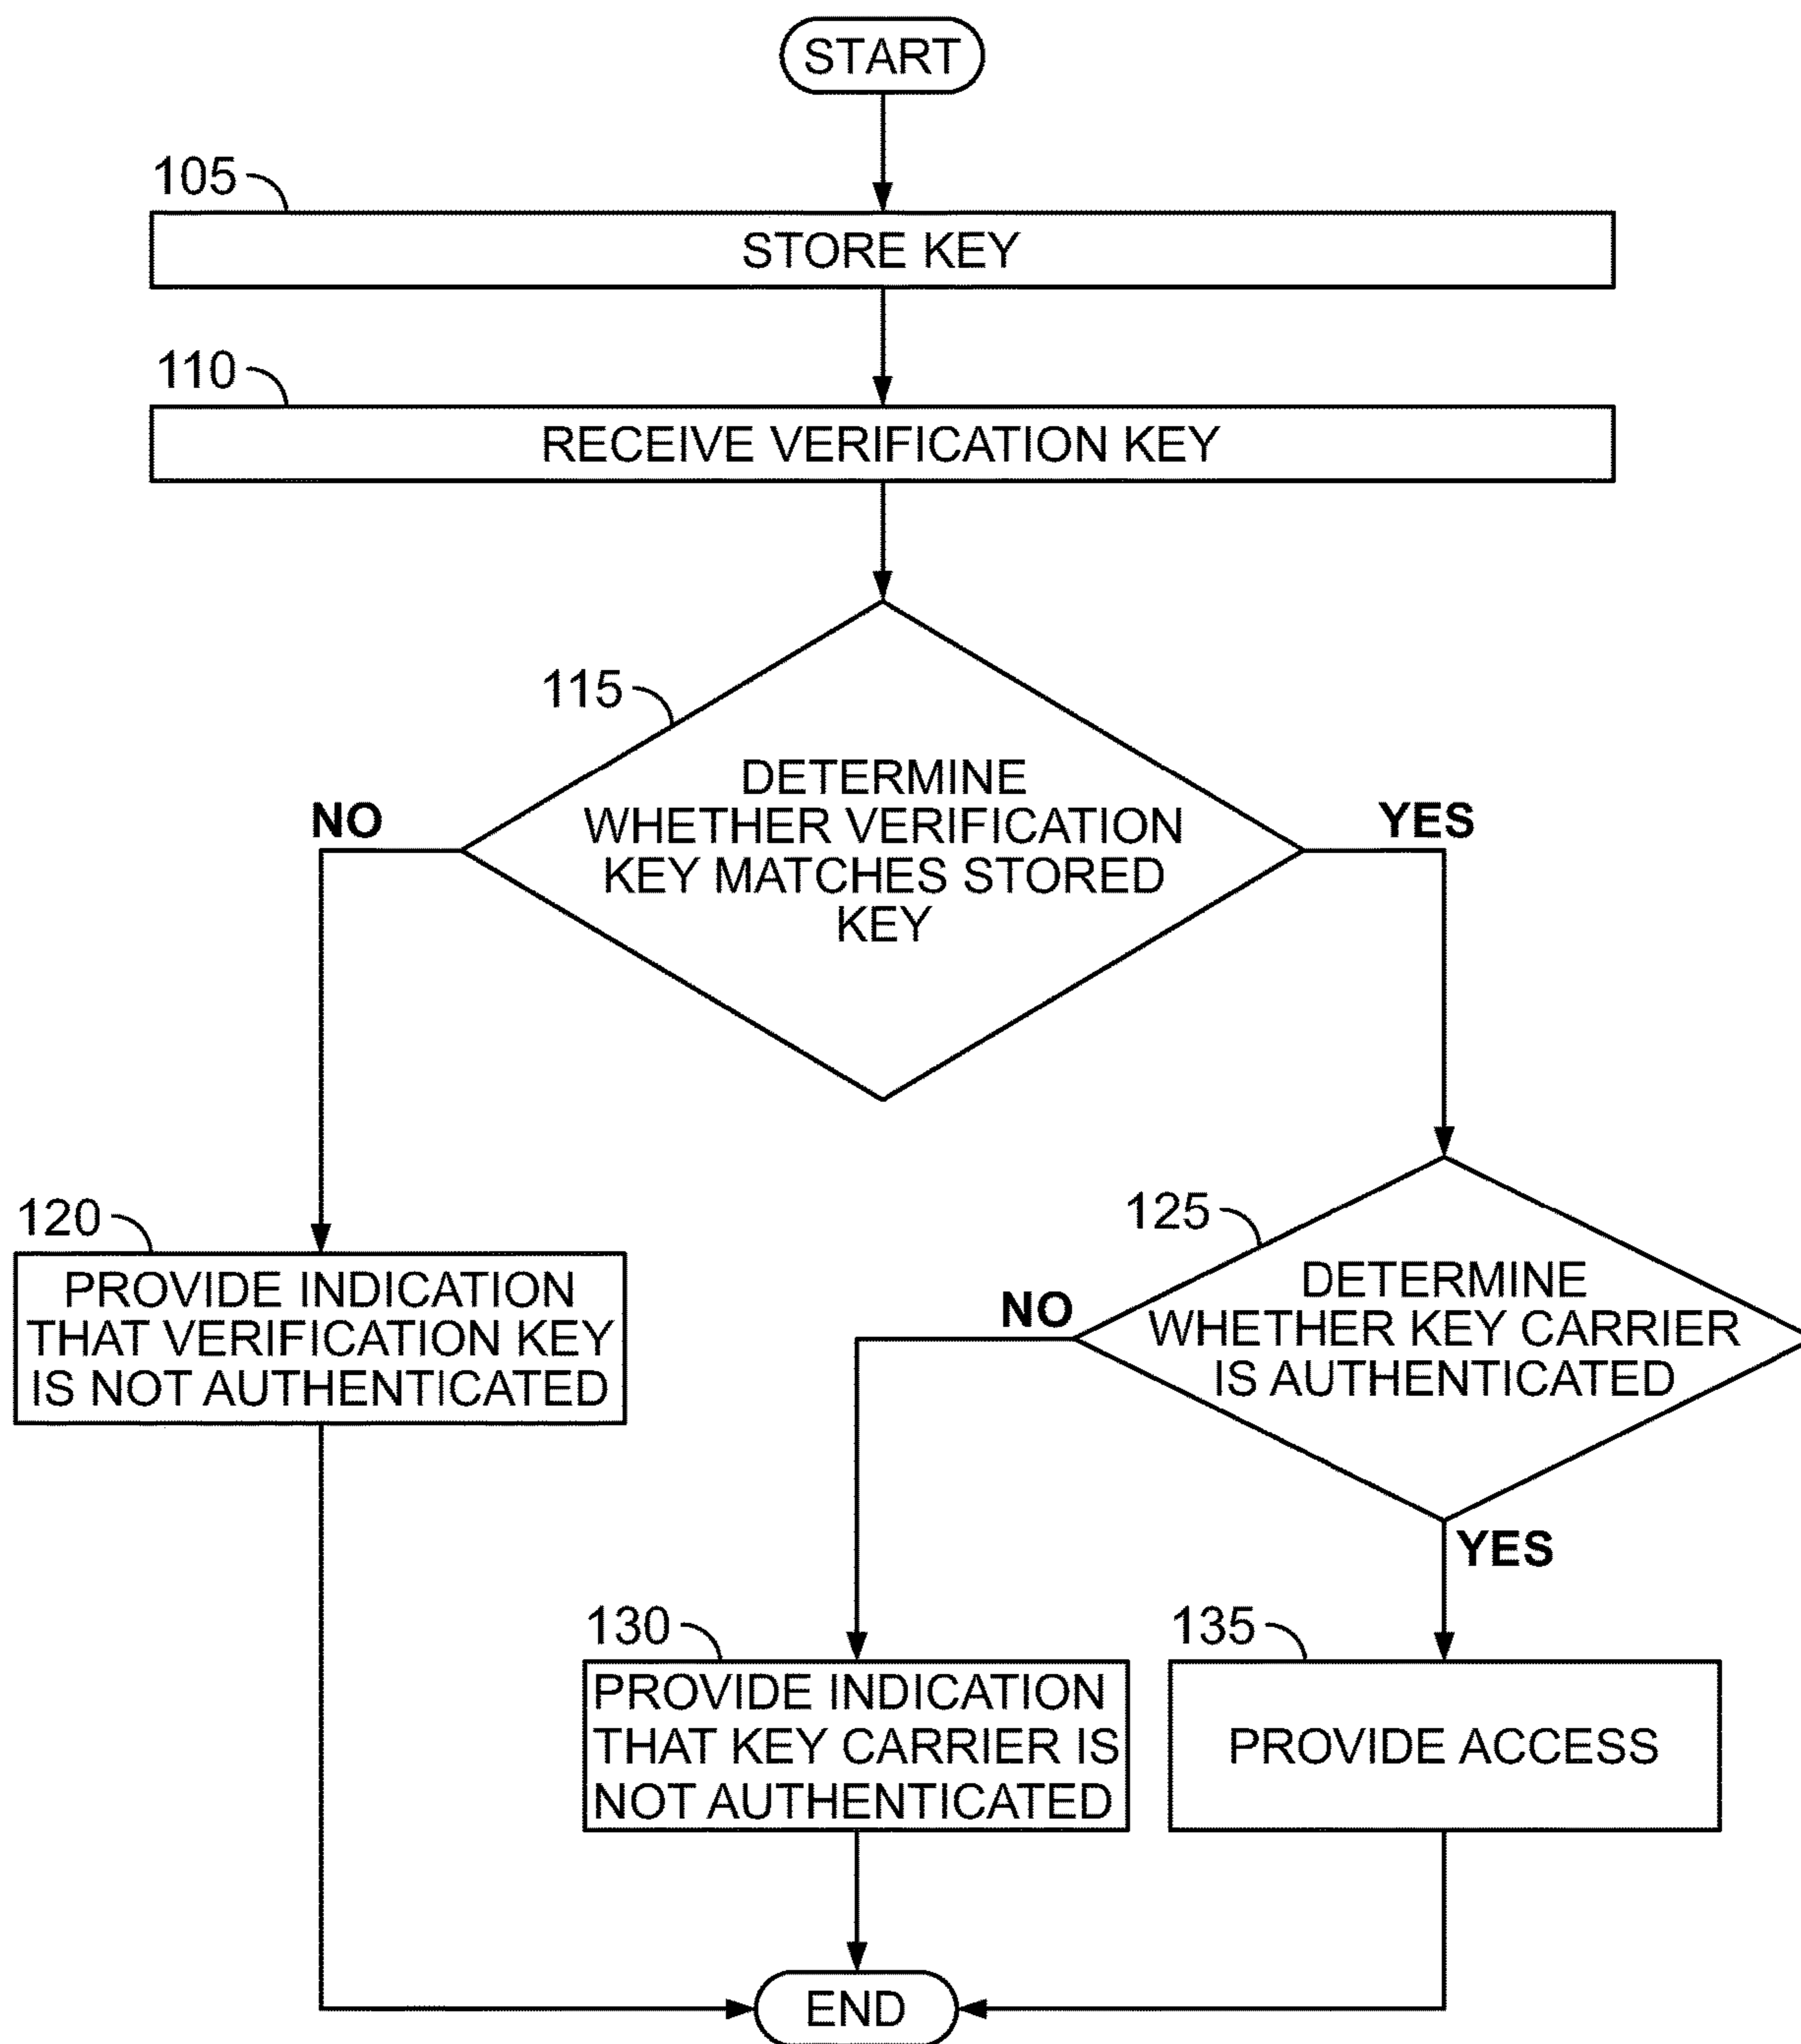 START
105
STORE KEY
110
RECEIVE VERIFICATION KEY
115
DETERMINE
WHETHER VERIFICATION
KEY MATCHES STORED
KEY
NO
YES
120
PROVIDE INDICATION
THAT VERIFICATION KEY
IS NOT AUTHENTICATED
125
DETERMINE
WHETHER KEY CARRIER
IS AUTHENTICATED
NO
YES
130
PROVIDE INDICATION
THAT KEY CARRIER IS
NOT AUTHENTICATED
135
PROVIDE ACCESS
END